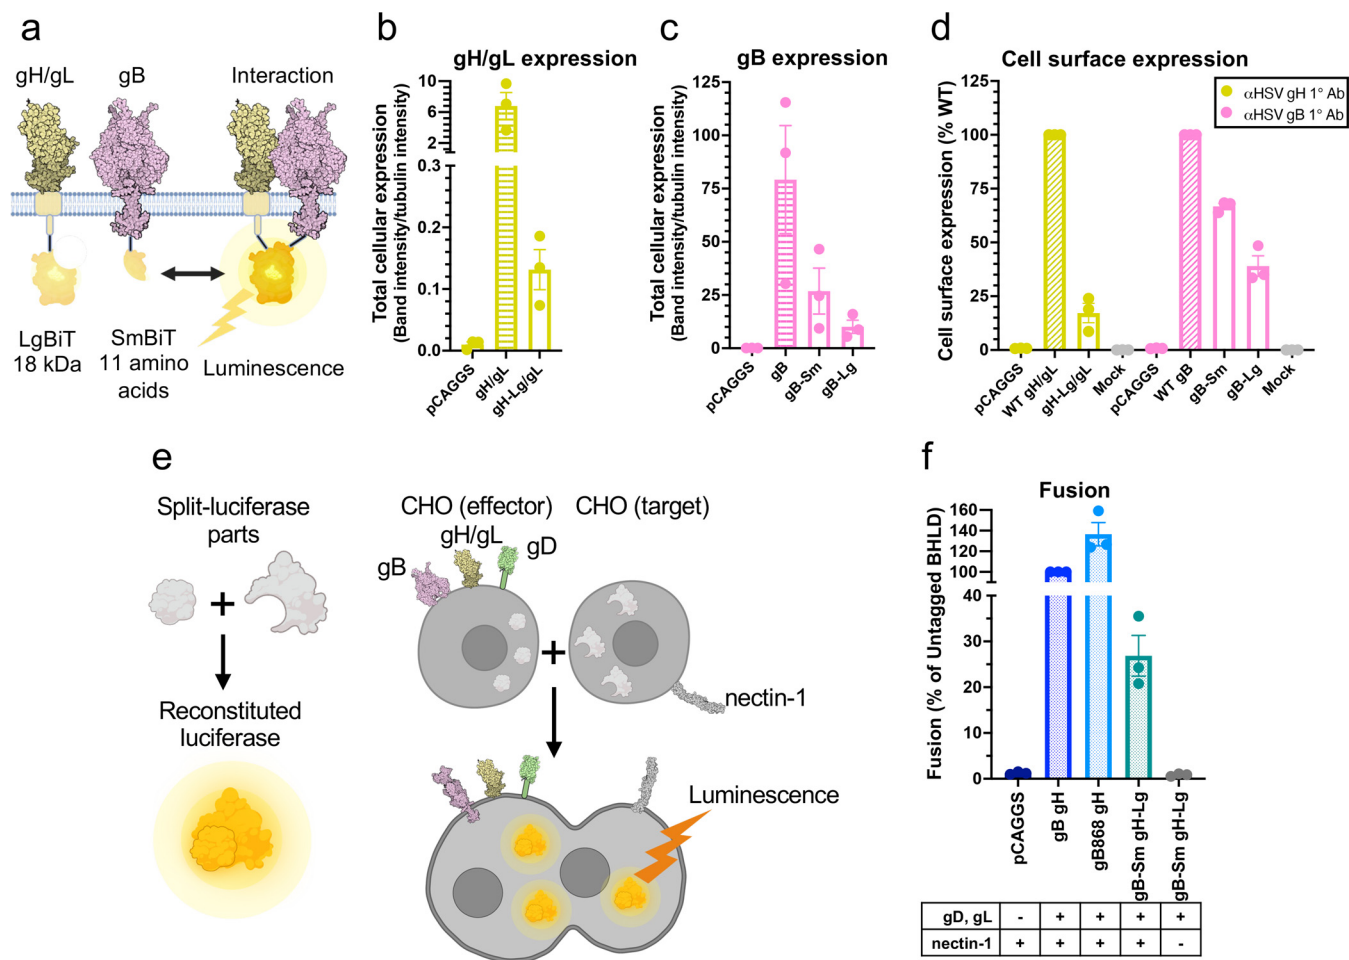 a
gH/gL
gB
Interaction
LgBiT
18 kDa
SmBiT
11 amino
acids
Luminescence
b
gH/gL expression
Total cellular expression
(Band intensity/tubulin intensity)
10
6
2
0.3
0.2
0.1
0.0
pCAGGS
gH/gL
gH-Lg/gL
c
gB expression
Total cellular expression
(Band intensity/tubulin intensity)
125
100
75
50
25
0
pCAGGS
gB
gB-Sm
gB-Lg
d
Cell surface expression
αHSV gH 1° Ab
αHSV gB 1° Ab
Cell surface expression (% WT)
125
100
75
50
25
0
pCAGGS
WT gH/gL
gH-Lg/gL
Mock
pCAGGS
WT gB
gB-Sm
gB-Lg
Mock
e
Split-luciferase
parts
+
Reconstituted
luciferase
CHO (effector)
CHO (target)
gH/gL
gD
gB
+
nectin-1
Luminescence
f
Fusion
Fusion (% of Untagged BHLD)
160
140
120
100
40
30
20
10
0
pCAGGS
gB gH
gB868 gH
gB-Sm gH-Lg
gB-Sm gH-Lg
gD, gL - + + + +
nectin-1 + + + + -